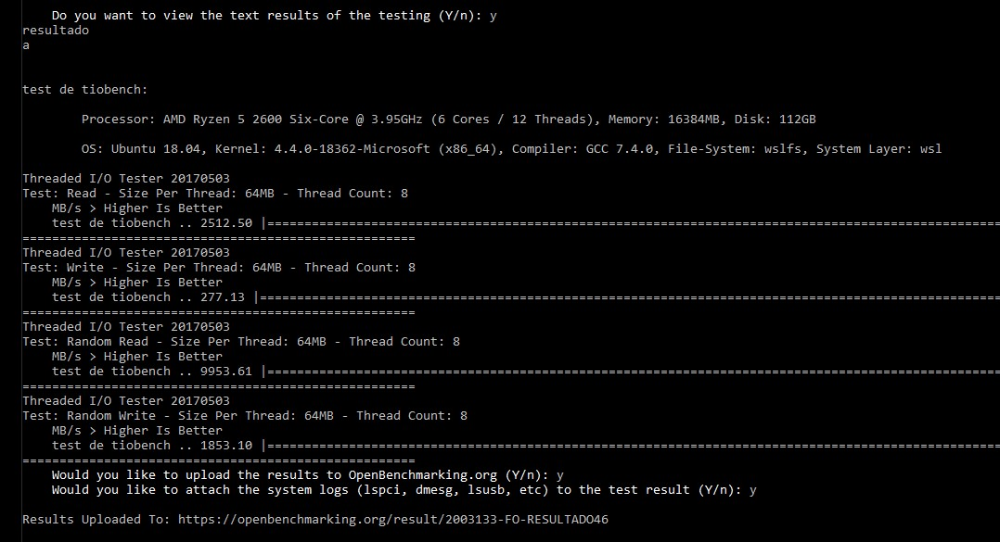 Do you want to view the text results of the testing (Y/n): y
resultado
a
test de tiobench:
Processor: AMD Ryzen 5 2600 Six-Core @ 3.95GHz (6 Cores / 12 Threads), Memory: 16384MB, Disk: 112GB
OS: Ubuntu 18.04, Kernel: 4.4.0-18362-Microsoft (x86_64), Compiler: GCC 7.4.0, File-System: wslfs, System Layer: wsl
Threaded I/O Tester 20170503
Test: Read - Size Per Thread: 64MB - Thread Count: 8
MB/s > Higher Is Better
test de tiobench .. 2512.50 |===================================================================================================
=====================================================
Threaded I/O Tester 20170503
Test: Write - Size Per Thread: 64MB - Thread Count: 8
MB/s > Higher Is Better
test de tiobench .. 277.13 |====================================================================================================
=====================================================
Threaded I/O Tester 20170503
Test: Random Read - Size Per Thread: 64MB - Thread Count: 8
MB/s > Higher Is Better
test de tiobench .. 9953.61 |===================================================================================================
=====================================================
Threaded I/O Tester 20170503
Test: Random Write - Size Per Thread: 64MB - Thread Count: 8
MB/s > Higher Is Better
test de tiobench .. 1853.10 |===================================================================================================
=====================================================
Would you like to upload the results to OpenBenchmarking.org (Y/n): y
Would you like to attach the system logs (lspci, dmesg, lsusb, etc) to the test result (Y/n): y
Results Uploaded To: https://openbenchmarking.org/result/2003133-FO-RESULTADO46